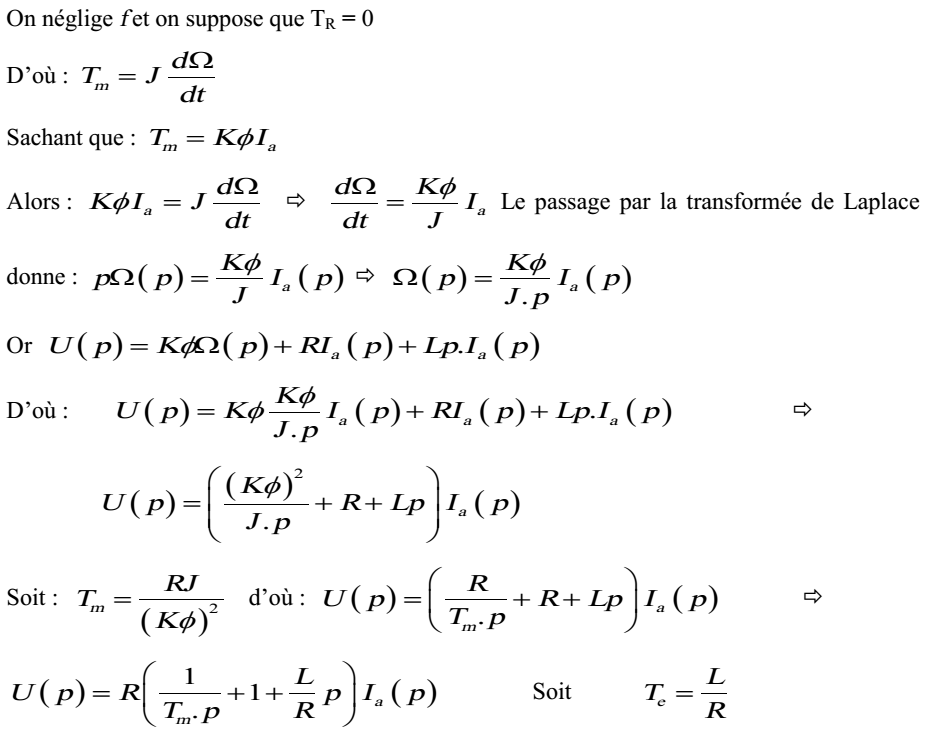 On néglige f et on suppose que T_R = 0
D’où : T_m = J dΩ/dt
Sachant que : T_m = KϕI_a
Alors : KϕI_a = J dΩ/dt ⇨ dΩ/dt = Kϕ/J I_a Le passage par la transformée de Laplace
donne : pΩ(p) = Kϕ/J I_a(p) ⇨ Ω(p) = Kϕ/J.p I_a(p)
Or U(p) = KϕΩ(p) + RI_a(p) + Lp.I_a(p)
D’où : U(p) = Kϕ Kϕ/J.p I_a(p) + RI_a(p) + Lp.I_a(p) ⇨
U(p) = ((Kϕ)²/J.p + R + Lp) I_a(p)
Soit : T_m = RJ/(Kϕ)² d’où : U(p) = (R/T_m.p + R + Lp) I_a(p) ⇨
U(p) = R(1/T_m.p + 1 + L/R p) I_a(p) Soit T_e = L/R